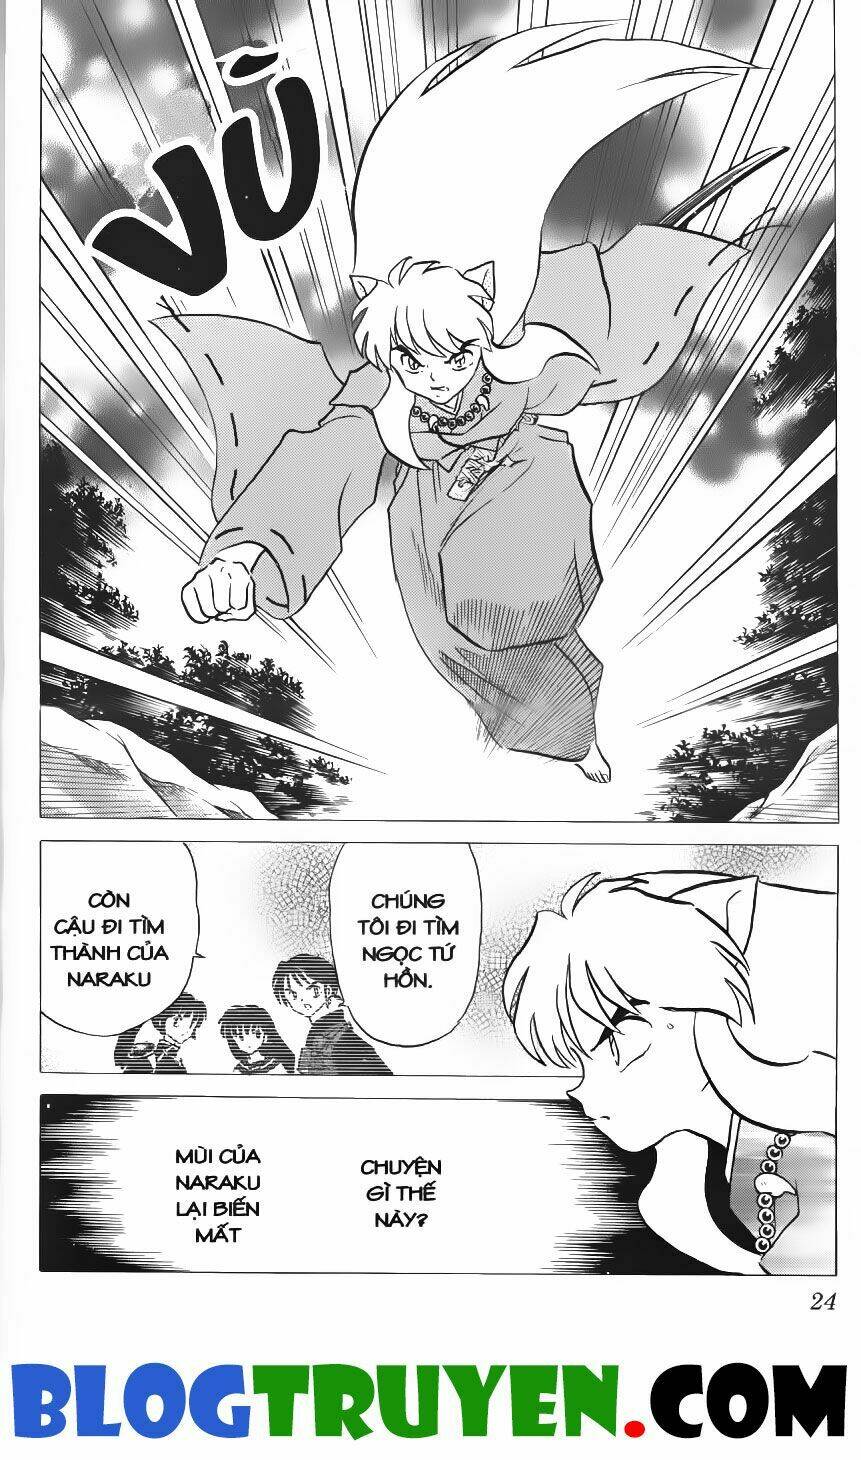 VÙ
CHÚNG
TÔI ĐI TÌM
NGỌC TỨ
HỒN.
CÒN
CẬU ĐI TÌM
THÀNH CỦA
NARAKU
CHUYỆN
GÌ THẾ
NÀY?
MÙI CỦA
NARAKU
LẠI BIẾN
MẤT
24
BLOGTRUYEN.COM